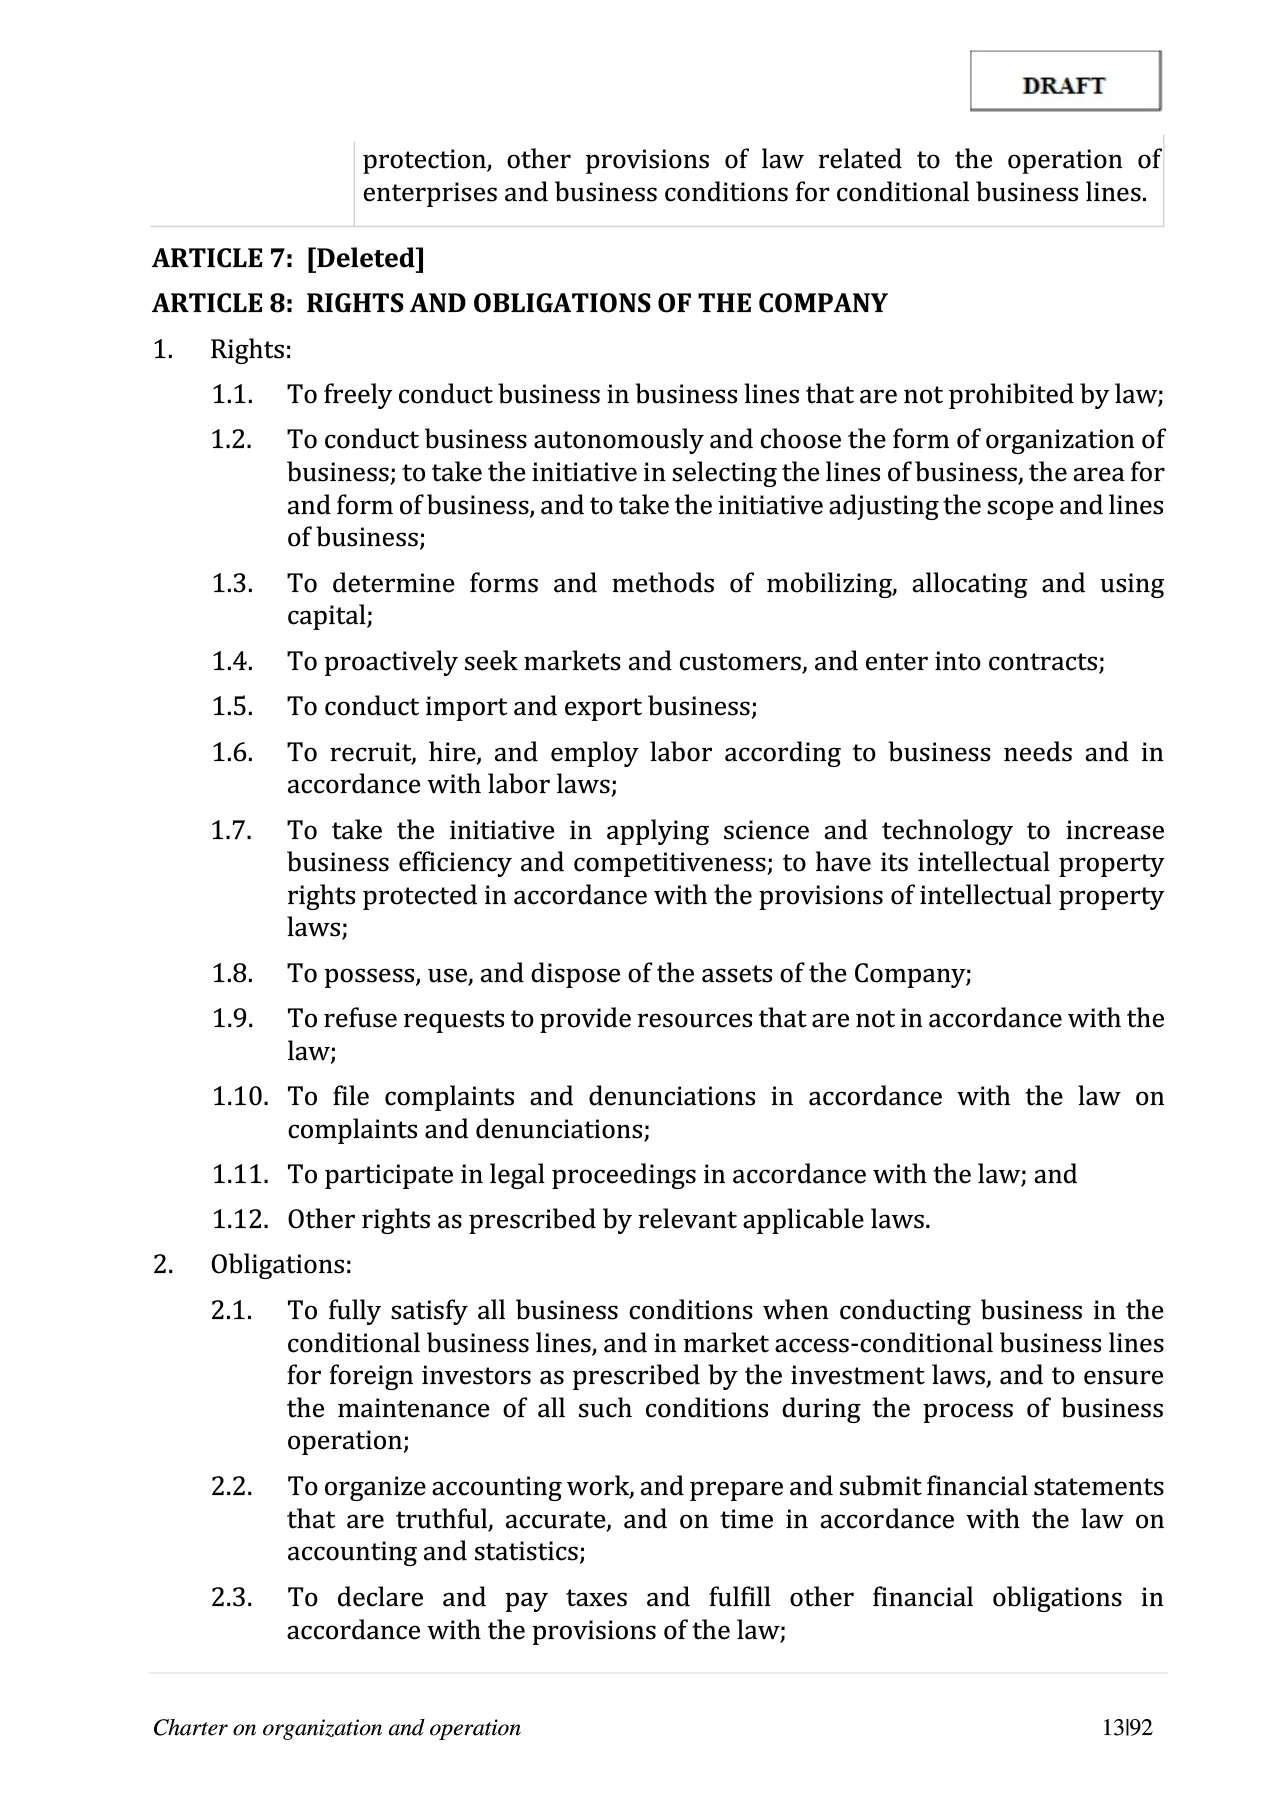 DRAFT
protection, other provisions of law related to the operation of
enterprises and business conditions for conditional business lines.
ARTICLE 7: [Deleted]
ARTICLE 8: RIGHTS AND OBLIGATIONS OF THE COMPANY
1. Rights:
1.1. To freely conduct business in business lines that are not prohibited by law;
1.2. To conduct business autonomously and choose the form of organization of
business; to take the initiative in selecting the lines of business, the area for
and form of business, and to take the initiative adjusting the scope and lines
of business;
1.3. To determine forms and methods of mobilizing, allocating and using
capital;
1.4. To proactively seek markets and customers, and enter into contracts;
1.5. To conduct import and export business;
1.6. To recruit, hire, and employ labor according to business needs and in
accordance with labor laws;
1.7. To take the initiative in applying science and technology to increase
business efficiency and competitiveness; to have its intellectual property
rights protected in accordance with the provisions of intellectual property
laws;
1.8. To possess, use, and dispose of the assets of the Company;
1.9. To refuse requests to provide resources that are not in accordance with the
law;
1.10. To file complaints and denunciations in accordance with the law on
complaints and denunciations;
1.11. To participate in legal proceedings in accordance with the law; and
1.12. Other rights as prescribed by relevant applicable laws.
2. Obligations:
2.1. To fully satisfy all business conditions when conducting business in the
conditional business lines, and in market access-conditional business lines
for foreign investors as prescribed by the investment laws, and to ensure
the maintenance of all such conditions during the process of business
operation;
2.2. To organize accounting work, and prepare and submit financial statements
that are truthful, accurate, and on time in accordance with the law on
accounting and statistics;
2.3. To declare and pay taxes and fulfill other financial obligations in
accordance with the provisions of the law;
Charter on organization and operation 13|92